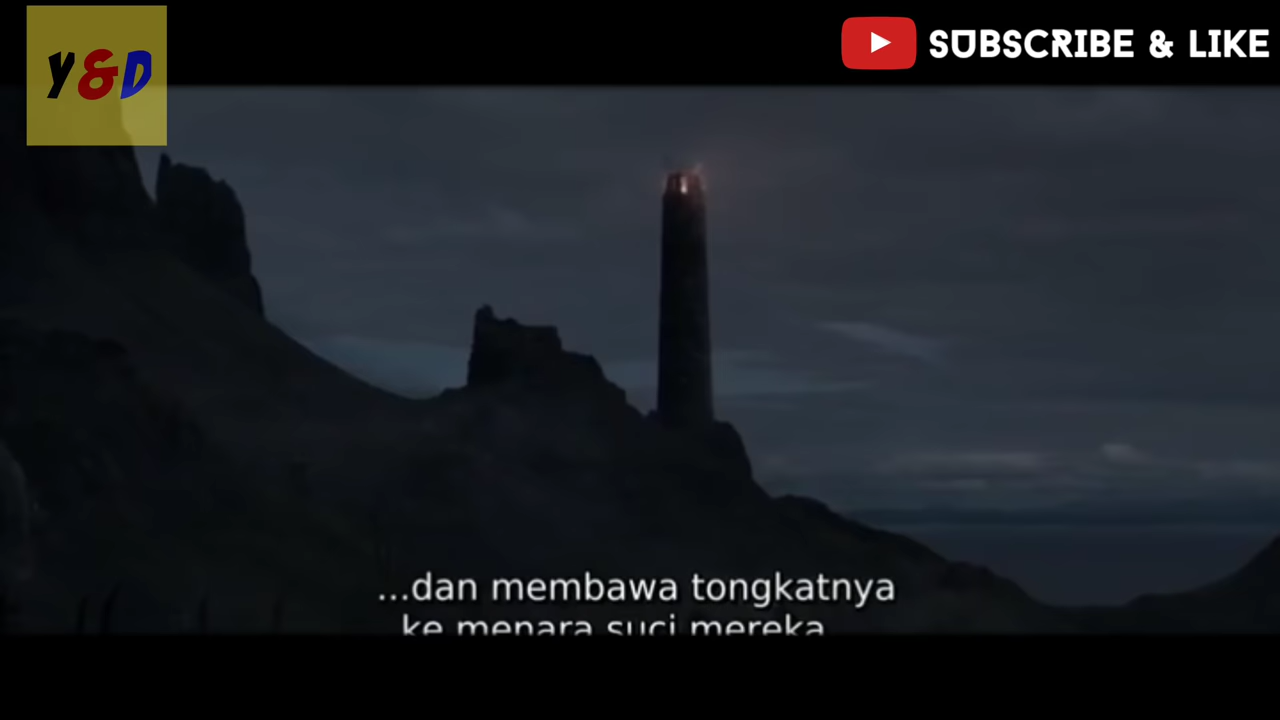 Y&D
SUBSCRIBE & LIKE
...dan membawa tongkatnya
ke menara suci mereka